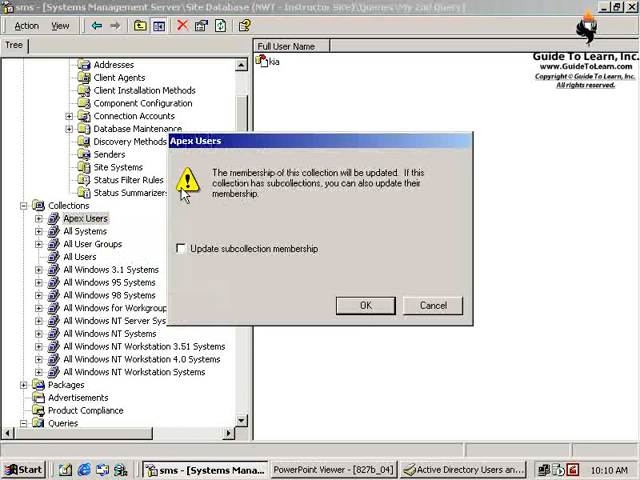 sms - [Systems Management Server\Site Database (NWT - Instructor Site)\Queries\My 2nd Query]
Action
View
Tree
Full User Name
kia
Guide To Learn, Inc.
www.GuideToLearn.com
Copyright © Guide To Learn, Inc.
All rights reserved.
Addresses
Client Agents
Client Installation Methods
Component Configuration
Connection Accounts
Database Maintenance
Discovery Methods
Senders
Site Systems
Status Filter Rules
Status Summarizers
Collections
Apex Users
All Systems
All User Groups
All Users
All Windows 3.1 Systems
All Windows 95 Systems
All Windows 98 Systems
All Windows for Workgroup
All Windows NT Server Sys
All Windows NT Systems
All Windows NT Workstation 3.51 Systems
All Windows NT Workstation 4.0 Systems
All Windows NT Workstation Systems
Packages
Advertisements
Product Compliance
Queries
Apex Users
The membership of this collection will be updated. If this
collection has subcollections, you can also update their
membership.
Update subcollection membership
OK
Cancel
Start
sms - [Systems Mana...
PowerPoint Viewer - [827b_04]
Active Directory Users an...
10:10 AM